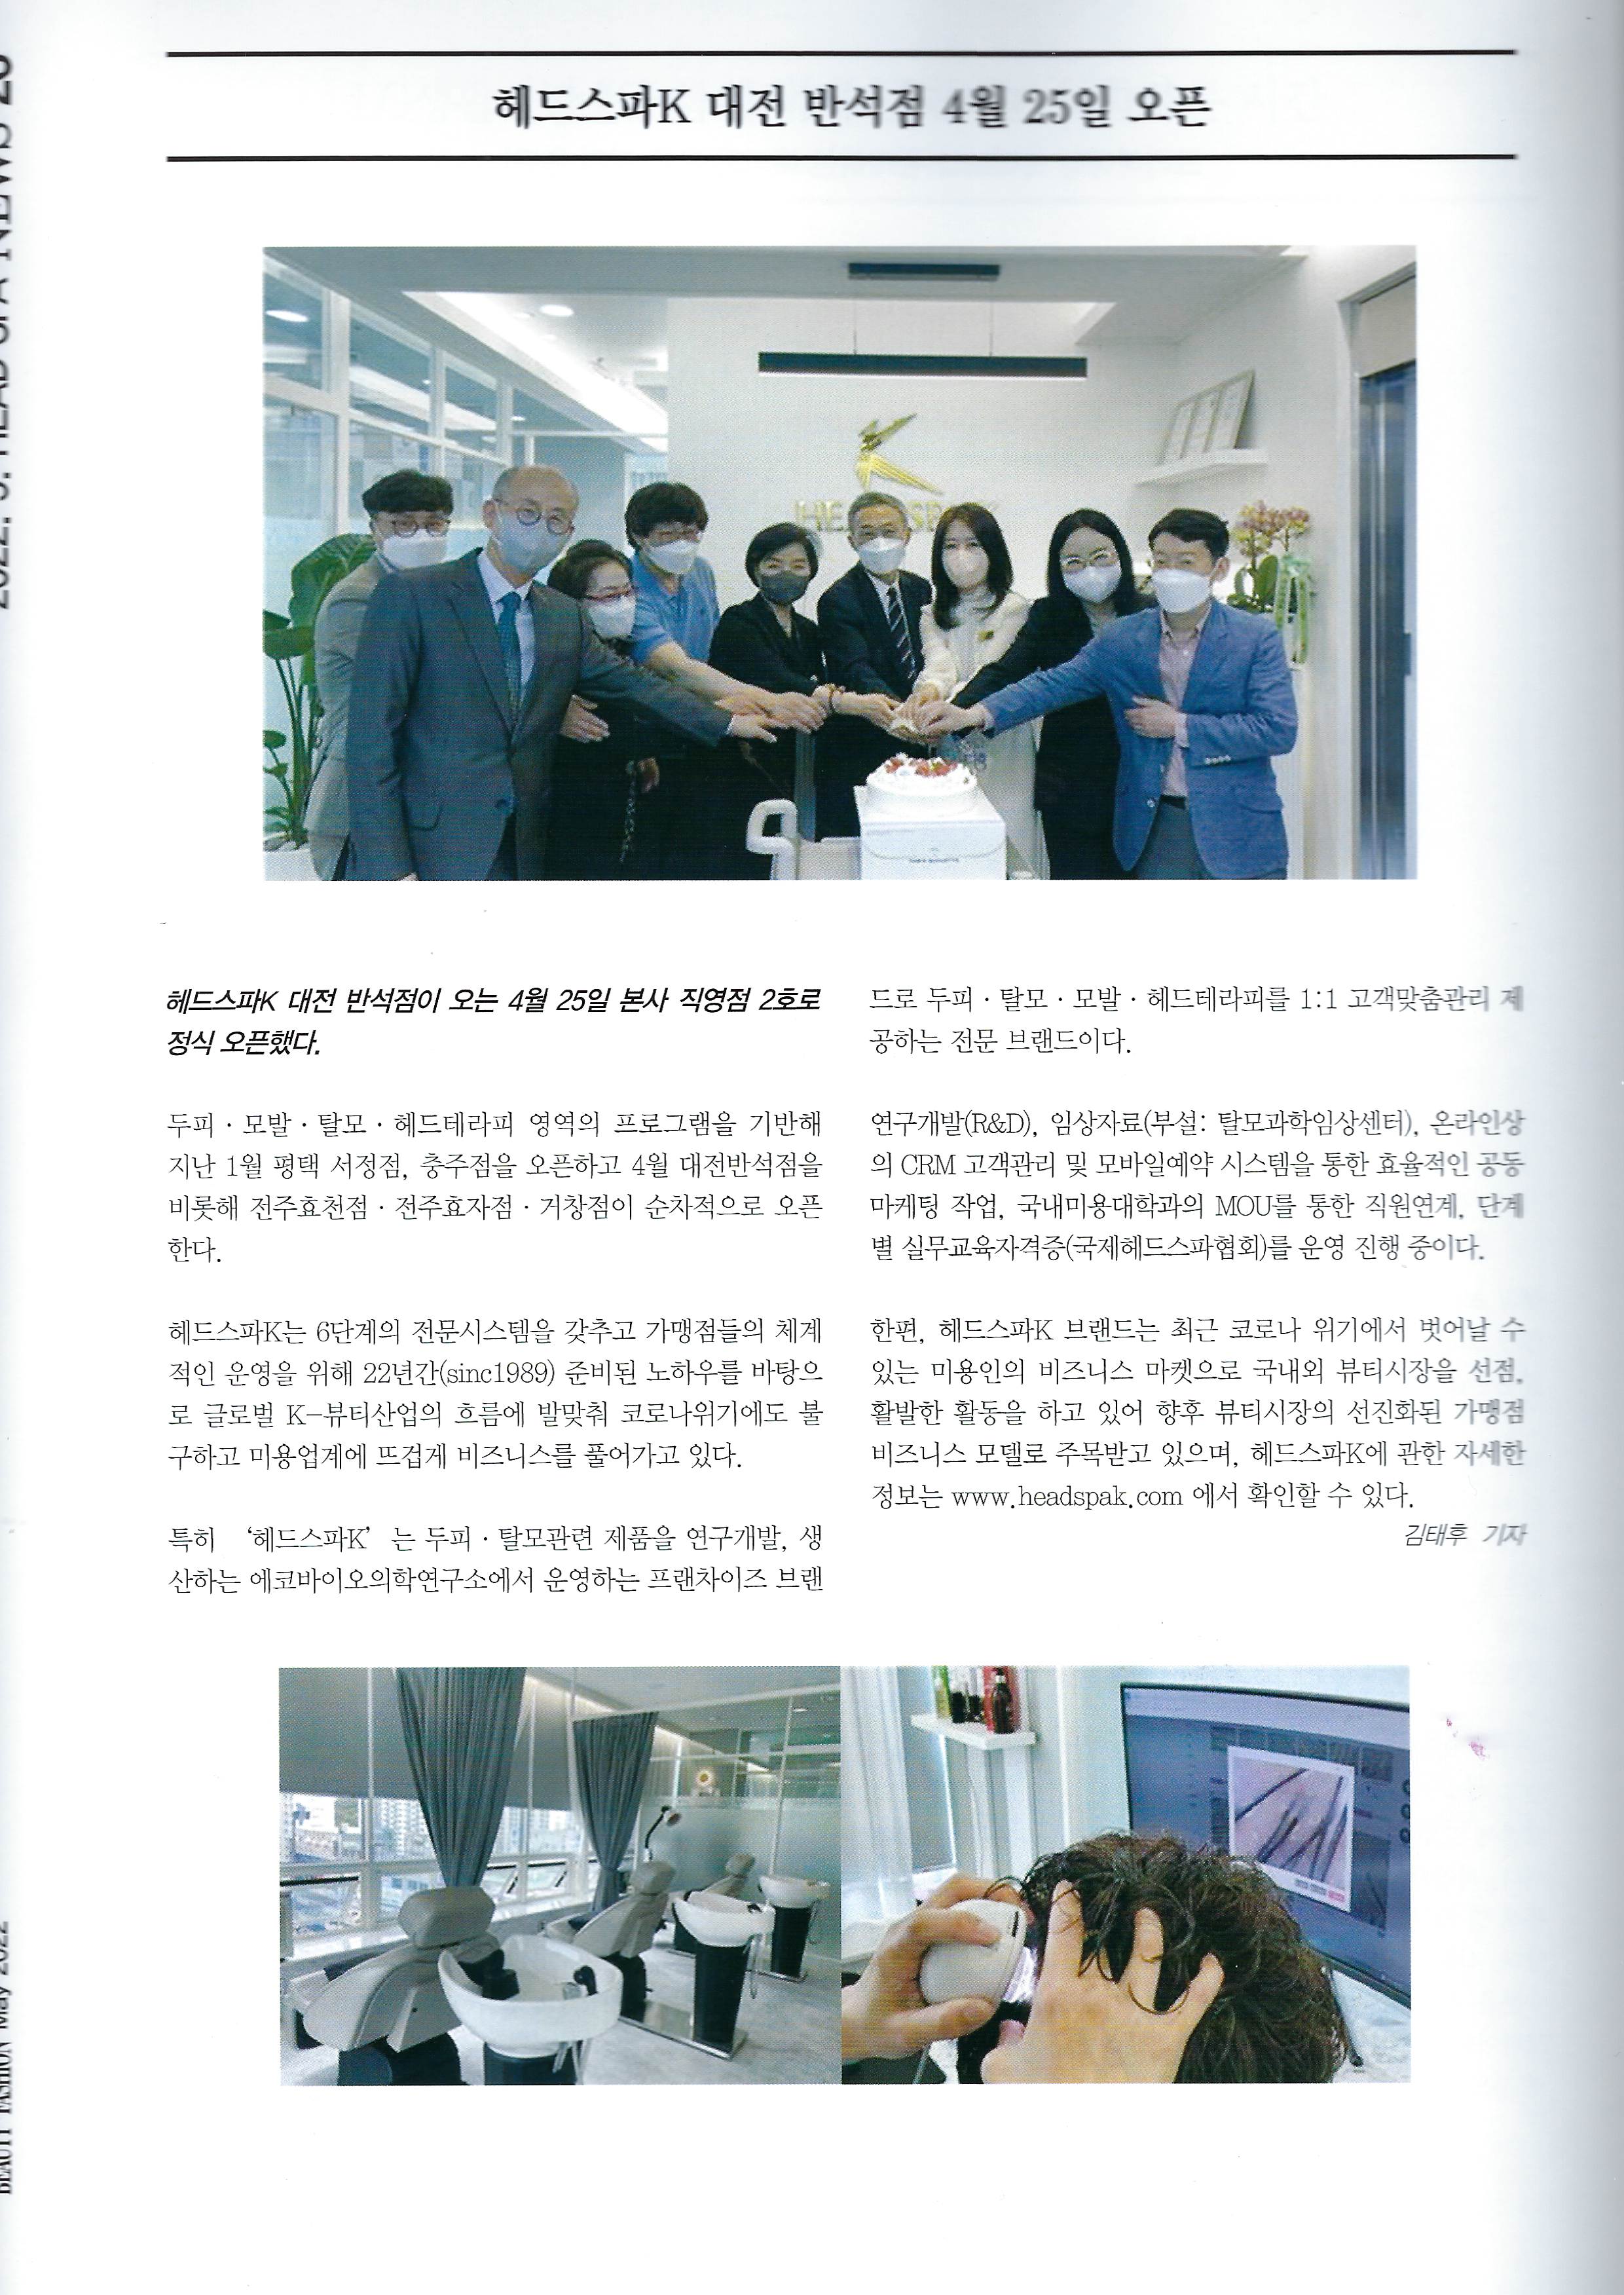 헤드스파K 대전 반석점 4월 25일 오픈
헤드스파K 대전 반석점이 오는 4월 25일 본사 직영점 2호로
정식 오픈했다.
두피 · 모발 · 탈모 · 헤드테라피 영역의 프로그램을 기반해
지난 1월 평택 서정점, 충주점을 오픈하고 4월 대전반석점을
비롯해 전주효천점 · 전주효자점 · 거창점이 순차적으로 오픈
한다.
헤드스파K는 6단계의 전문시스템을 갖추고 가맹점들의 체계
적인 운영을 위해 22년간(sinc1989) 준비된 노하우를 바탕으
로 글로벌 K-뷰티산업의 흐름에 발맞춰 코로나위기에도 불
구하고 미용업계에 뜨겁게 비즈니스를 풀어가고 있다.
특히 ‘헤드스파K’ 는 두피 · 탈모관련 제품을 연구개발, 생
산하는 에코바이오의학연구소에서 운영하는 프랜차이즈 브랜
드로 두피 · 탈모 · 모발 · 헤드테라피를 1:1 고객맞춤관리 제
공하는 전문 브랜드이다.
연구개발(R&D), 임상자료(부설: 탈모과학임상센터), 온라인상
의 CRM 고객관리 및 모바일예약 시스템을 통한 효율적인 공동
마케팅 작업, 국내미용대학과의 MOU를 통한 직원연계, 단계
별 실무교육자격증(국제헤드스파협회)를 운영 진행 중이다.
한편, 헤드스파K 브랜드는 최근 코로나 위기에서 벗어날 수
있는 미용인의 비즈니스 마켓으로 국내외 뷰티시장을 선점,
활발한 활동을 하고 있어 향후 뷰티시장의 선진화된 가맹점
비즈니스 모델로 주목받고 있으며, 헤드스파K에 관한 자세한
정보는 www.headspak.com 에서 확인할 수 있다.
김태후 기자
BEAUTY FASHION May 2022